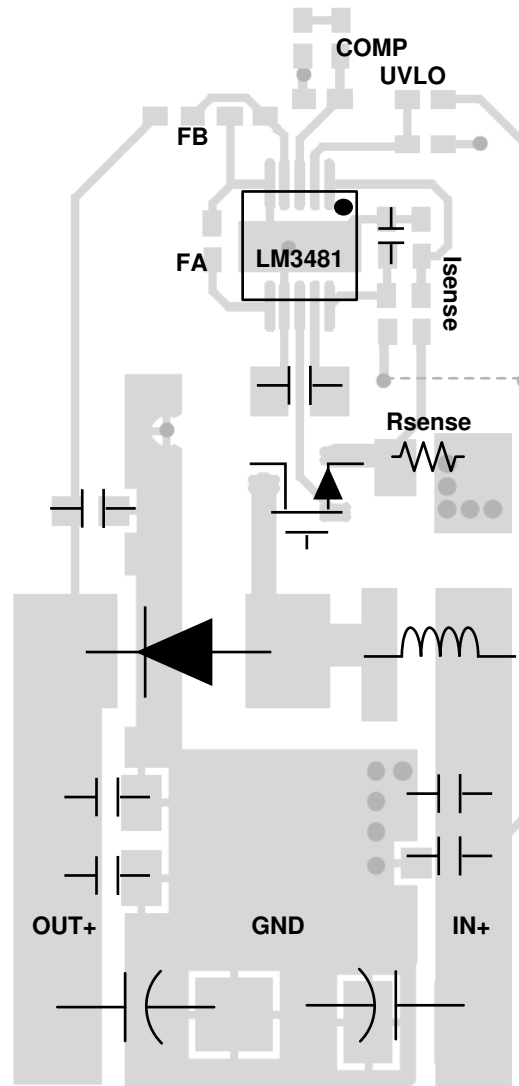 COMP
UVLO
FB
FA
LM3481
Isense
Rsense
OUT+
GND
IN+